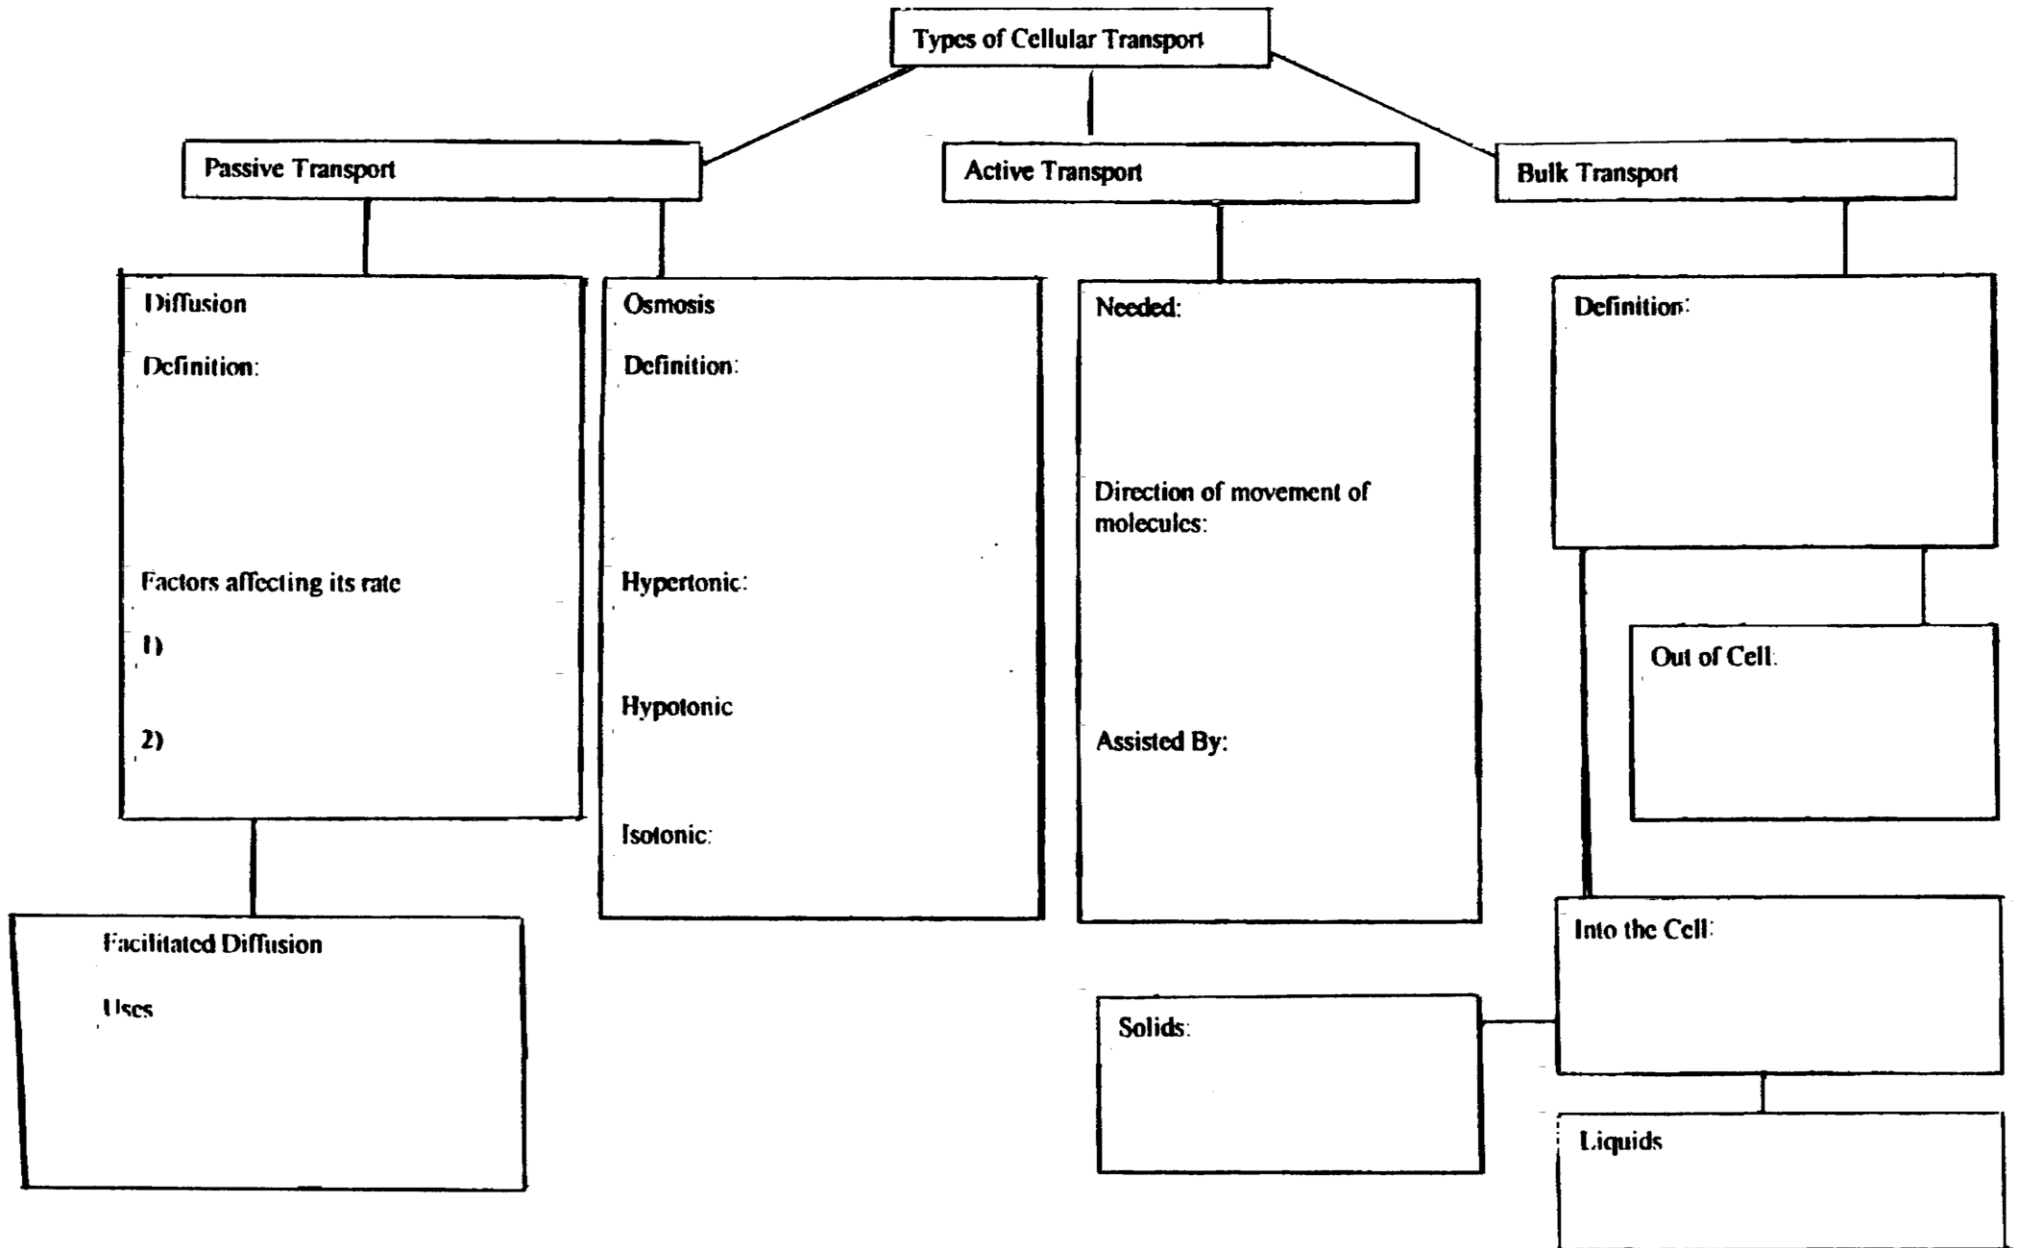 Types of Cellular Transport
Passive Transport
Active Transport
Bulk Transport
Diffusion
Definition:
Factors affecting its rate
1)
2)
Facilitated Diffusion
Uses
Osmosis
Definition:
Hypertonic:
Hypotonic
Isotonic:
Needed:
Direction of movement of
molecules:
Assisted By:
Definition:
Out of Cell:
Into the Cell:
Solids:
Liquids